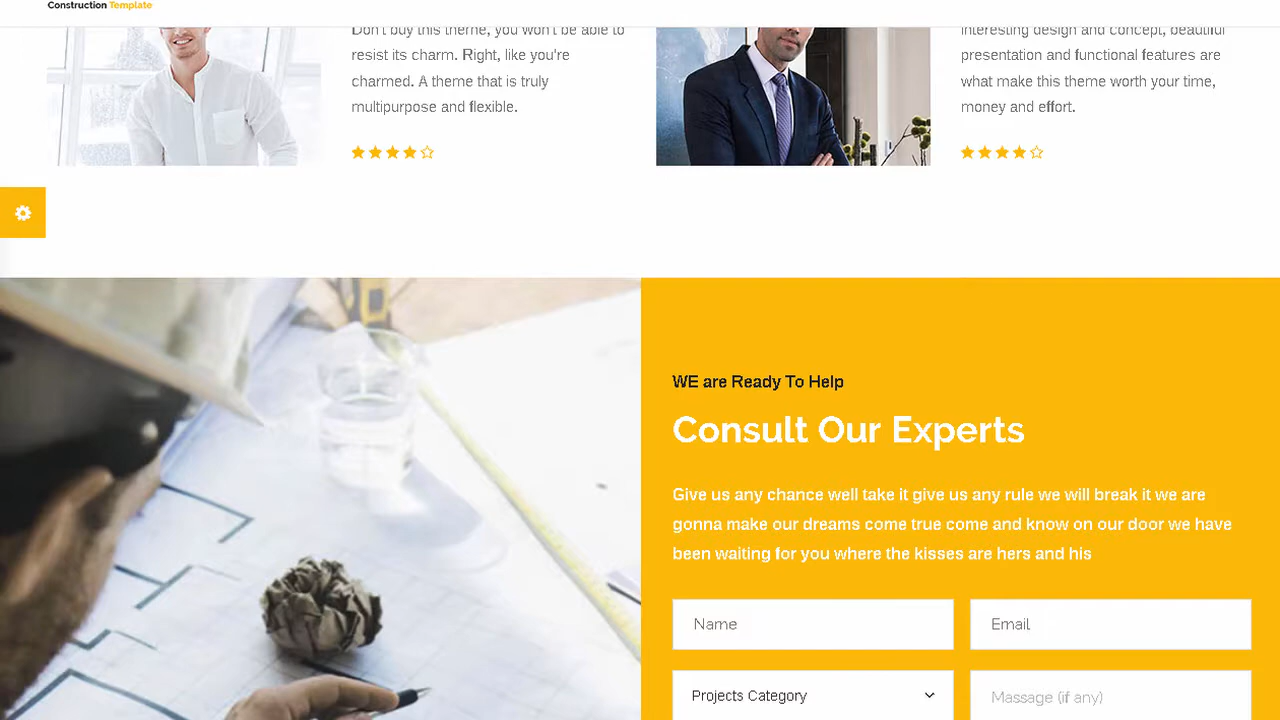 Construction Template
Don't buy this theme, you won't be able to
resist its charm. Right, like you're
charmed. A theme that is truly
multipurpose and flexible.
interesting design and concept, beautiful
presentation and functional features are
what make this theme worth your time,
money and effort.
WE are Ready To Help
Consult Our Experts
Give us any chance well take it give us any rule we will break it we are
gonna make our dreams come true come and know on our door we have
been waiting for you where the kisses are hers and his
Name
Email
Projects Category
Massage (if any)